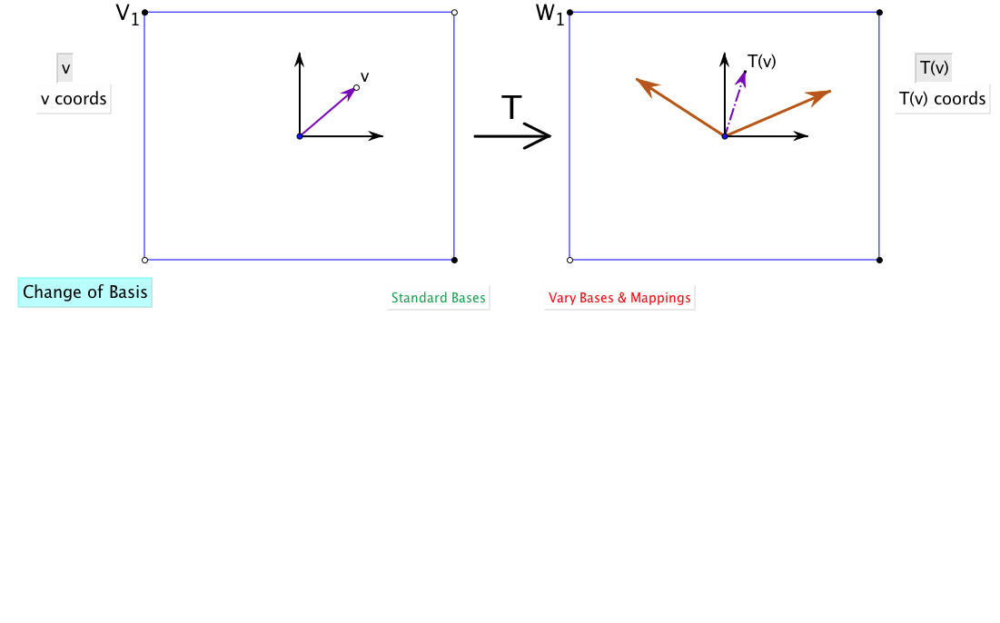 V1
W1
v
v coords
v
T
T(v)
T(v)
T(v) coords
Change of Basis
Standard Bases
Vary Bases & Mappings